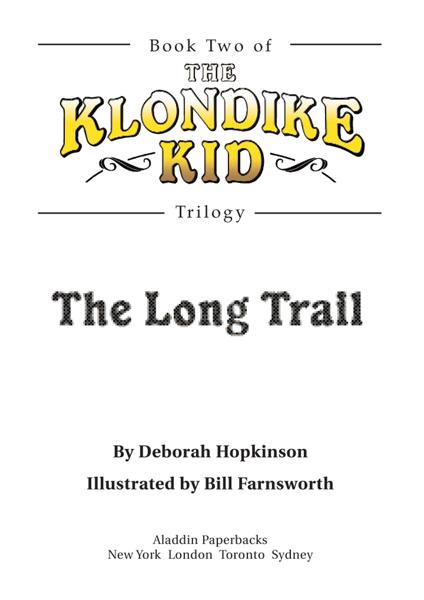 Book Two of
THE
KLONDIKE
KID
Trilogy
The Long Trail
By Deborah Hopkinson
Illustrated by Bill Farnsworth
Aladdin Paperbacks
New York London Toronto Sydney